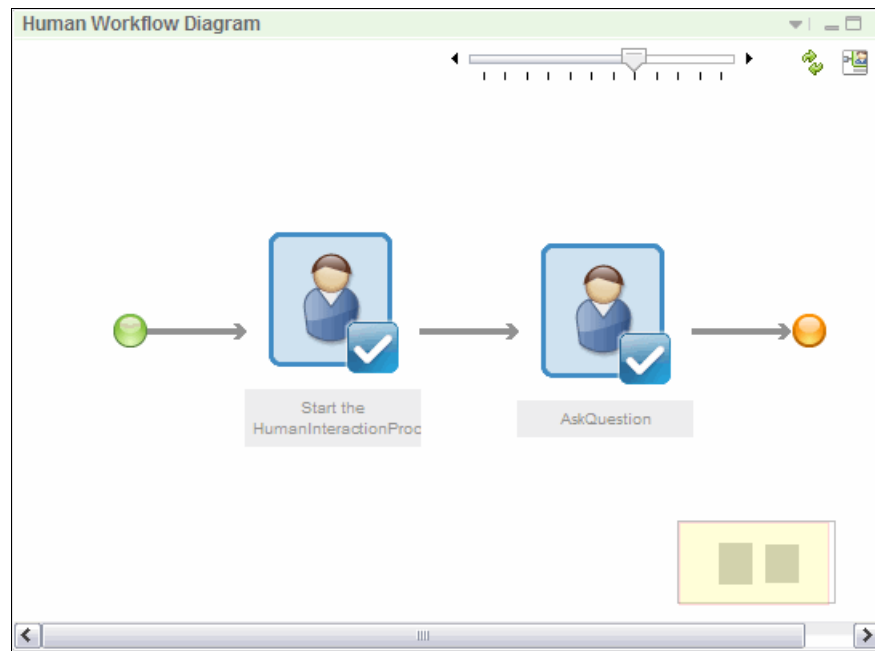 Human Workflow Diagram
Start the
HumanInteractionProc
AskQuestion